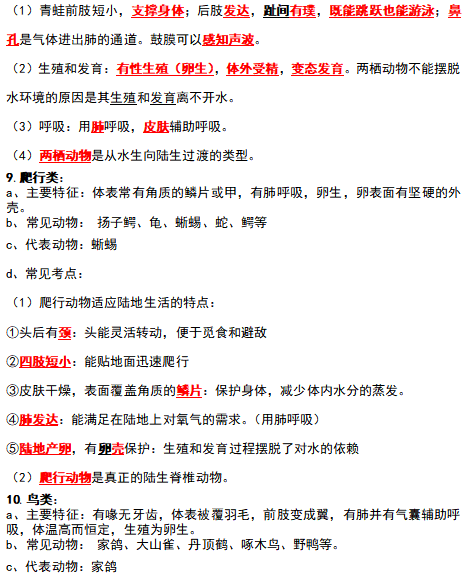 （1）青蛙前肢短小，支撑身体；后肢发达，趾间有璞，既能跳跃也能游泳；鼻
孔是气体进出肺的通道。鼓膜可以感知声波。
（2）生殖和发育：有性生殖（卵生），体外受精，变态发育。两栖动物不能摆脱
水环境的原因是其生殖和发育离不开水。
（3）呼吸：用肺呼吸，皮肤辅助呼吸。
（4）两栖动物是从水生向陆生过渡的类型。
9.爬行类：
a、主要特征：体表常有角质的鳞片或甲，有肺呼吸，卵生，卵表面有坚硬的外
壳。
b、常见动物： 扬子鳄、龟、蜥蜴、蛇、鳄等
c、代表动物：蜥蜴
d、常见考点：
（1）爬行动物适应陆地生活的特点：
①头后有颈：头能灵活转动，便于觅食和避敌
②四肢短小：能贴地面迅速爬行
③皮肤干燥，表面覆盖角质的鳞片：保护身体，减少体内水分的蒸发。
④肺发达：能满足在陆地上对氧气的需求。（用肺呼吸）
⑤陆地产卵，有卵壳保护：生殖和发育过程摆脱了对水的依赖
（2）爬行动物是真正的陆生脊椎动物。
10.鸟类：
a、主要特征：有喙无牙齿，体表被覆羽毛，前肢变成翼，有肺并有气囊辅助呼
吸，体温高而恒定，生殖为卵生。
b、常见动物： 家鸽、大山雀、丹顶鹤、啄木鸟、野鸭等。
c、代表动物：家鸽